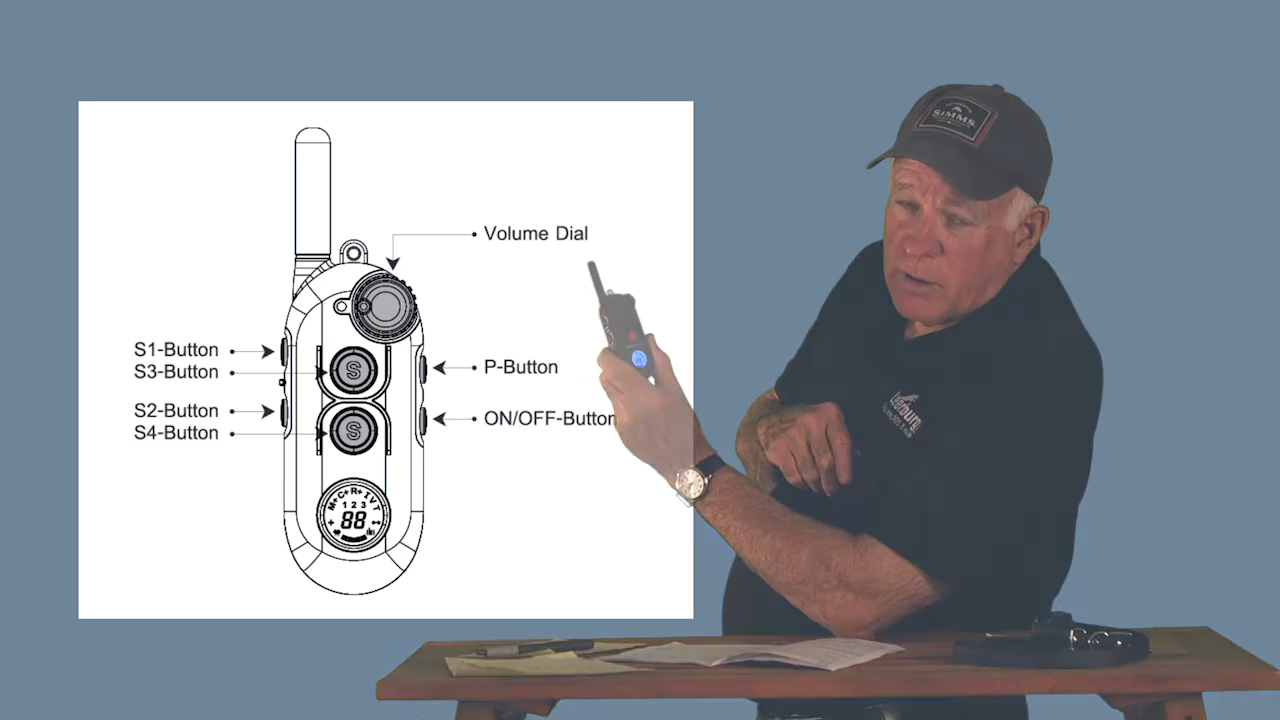 SIMMS
Volume Dial
S1-Button
S3-Button
P-Button
S2-Button
ON/OFF-Button
S4-Button
S
S
M+ C+ R+ I V T
1 2 3
88
Leerburg